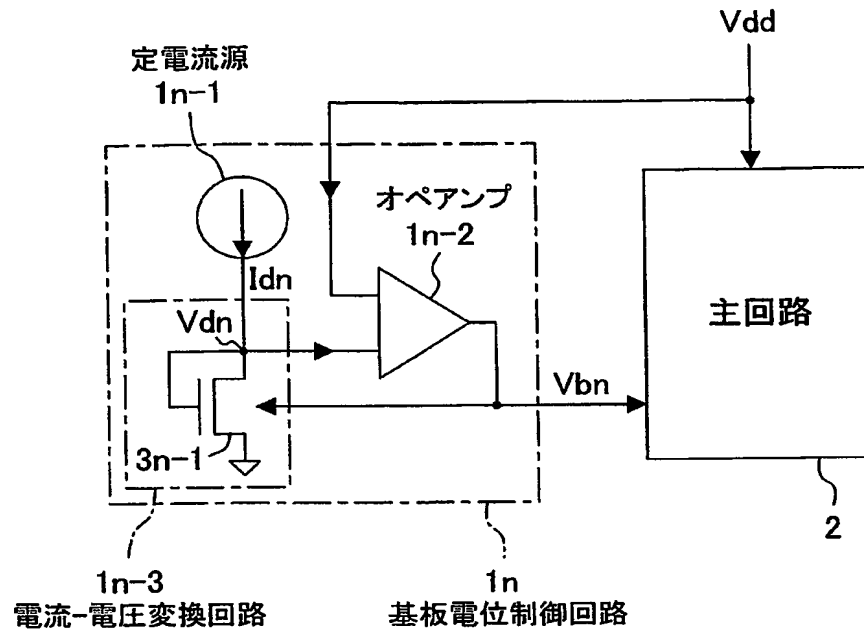 Vdd
定電流源
1n-1
オペアンプ
1n-2
Idn
Vdn
主回路
Vbn
3n-1
2
1n-3
電流-電圧変換回路
1n
基板電位制御回路